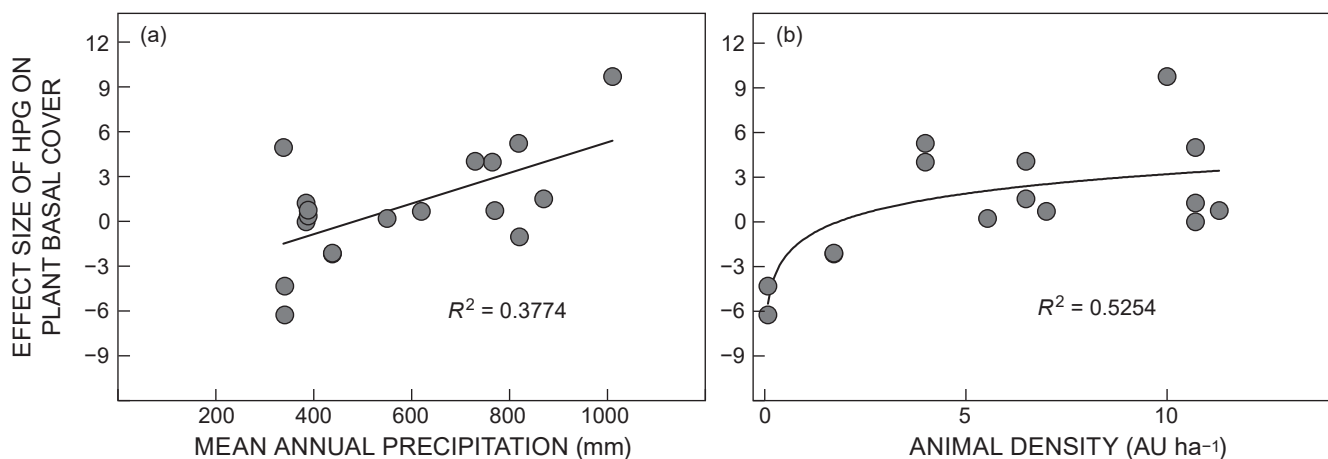 EFFECT SIZE OF HPG ON
PLANT BASAL COVER
(a)
12
9
6
3
0
−3
−6
−9
R² = 0.3774
200 400 600 800 1000
MEAN ANNUAL PRECIPITATION (mm)
(b)
12
9
6
3
0
−3
−6
−9
R² = 0.5254
0 5 10
ANIMAL DENSITY (AU ha⁻¹)